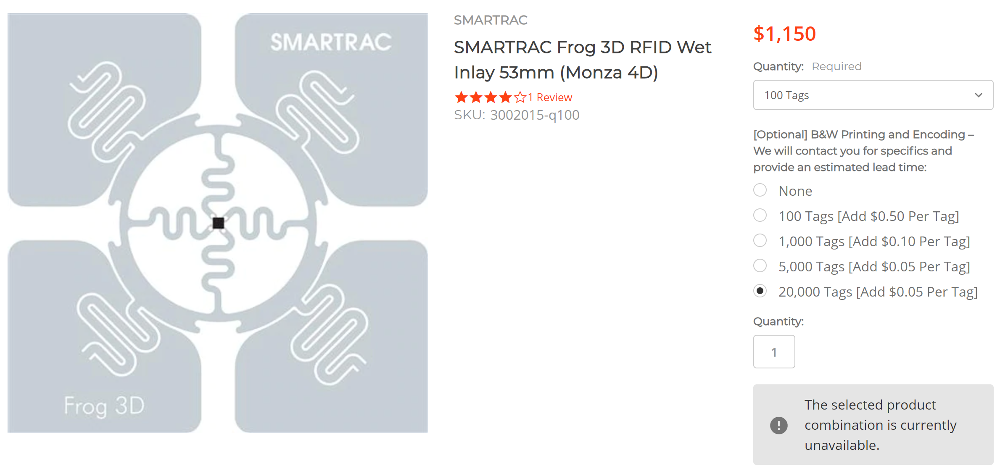 SMARTRAC
Frog 3D
SMARTRAC
SMARTRAC Frog 3D RFID Wet
Inlay 53mm (Monza 4D)
1 Review
SKU: 3002015-q100
$1,150
Quantity: Required
100 Tags
[Optional] B&W Printing and Encoding –
We will contact you for specifics and
provide an estimated lead time:
None
100 Tags [Add $0.50 Per Tag]
1,000 Tags [Add $0.10 Per Tag]
5,000 Tags [Add $0.05 Per Tag]
20,000 Tags [Add $0.05 Per Tag]
Quantity:
1
The selected product
combination is currently
unavailable.